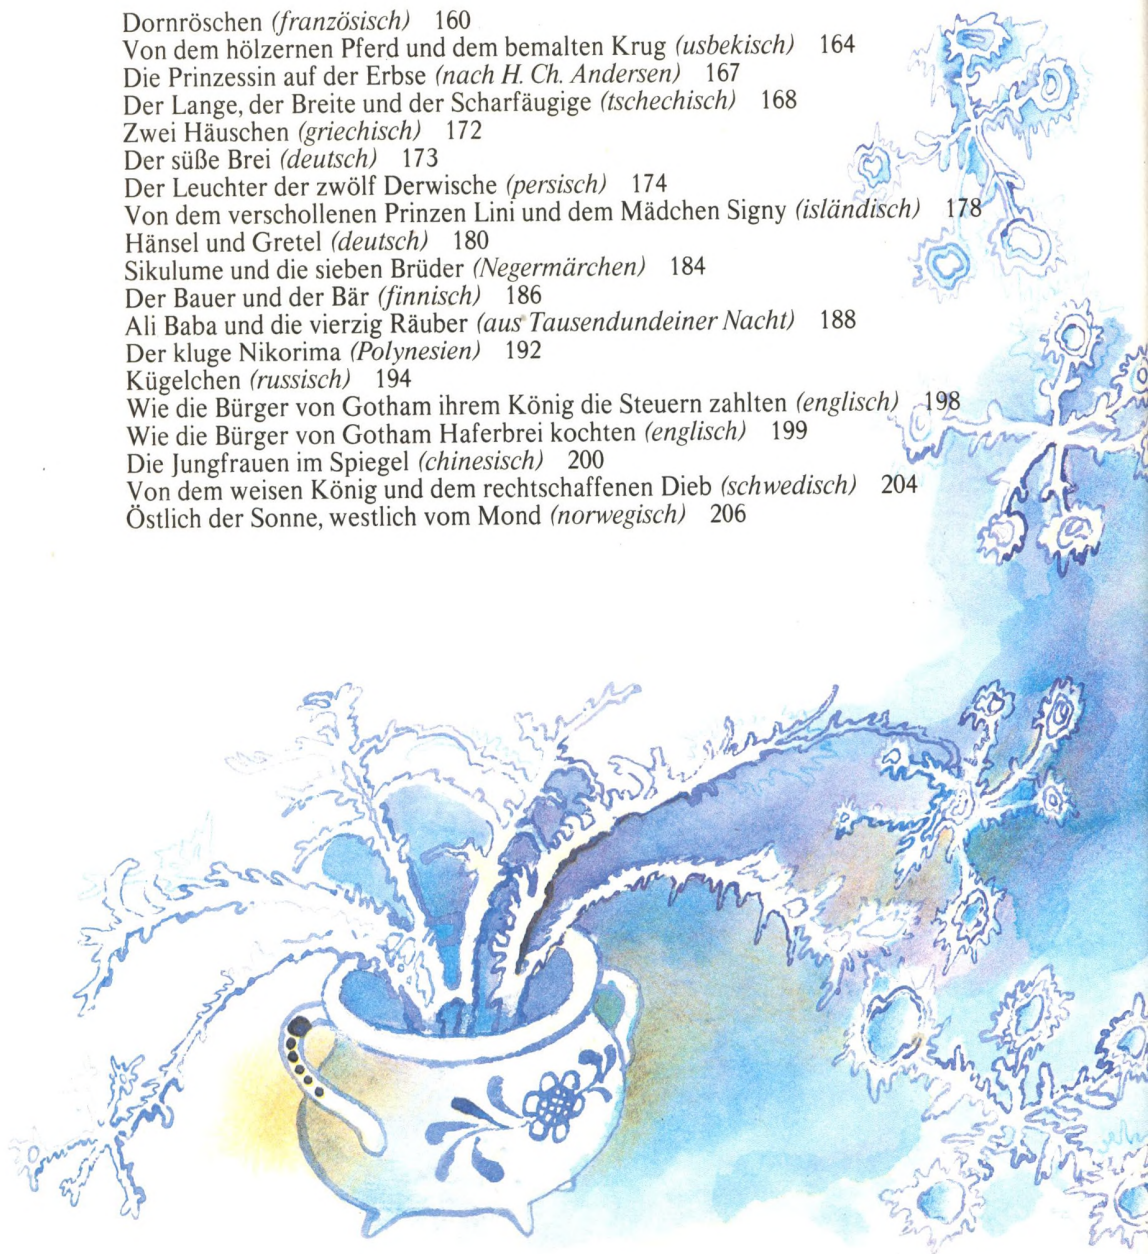 Dornröschen (französisch) 160
Von dem hölzernen Pferd und dem bemalten Krug (usbekisch) 164
Die Prinzessin auf der Erbse (nach H. Ch. Andersen) 167
Der Lange, der Breite und der Scharfäugige (tschechisch) 168
Zwei Häuschen (griechisch) 172
Der süße Brei (deutsch) 173
Der Leuchter der zwölf Derwische (persisch) 174
Von dem verschollenen Prinzen Lini und dem Mädchen Signy (isländisch) 178
Hänsel und Gretel (deutsch) 180
Sikulume und die sieben Brüder (Negermärchen) 184
Der Bauer und der Bär (finnisch) 186
Ali Baba und die vierzig Räuber (aus Tausendundeiner Nacht) 188
Der kluge Nikorima (Polynesien) 192
Kügelchen (russisch) 194
Wie die Bürger von Gotham ihrem König die Steuern zahlten (englisch) 198
Wie die Bürger von Gotham Haferbrei kochten (englisch) 199
Die Jungfrauen im Spiegel (chinesisch) 200
Von dem weisen König und dem rechtschaffenen Dieb (schwedisch) 204
Östlich der Sonne, westlich vom Mond (norwegisch) 206